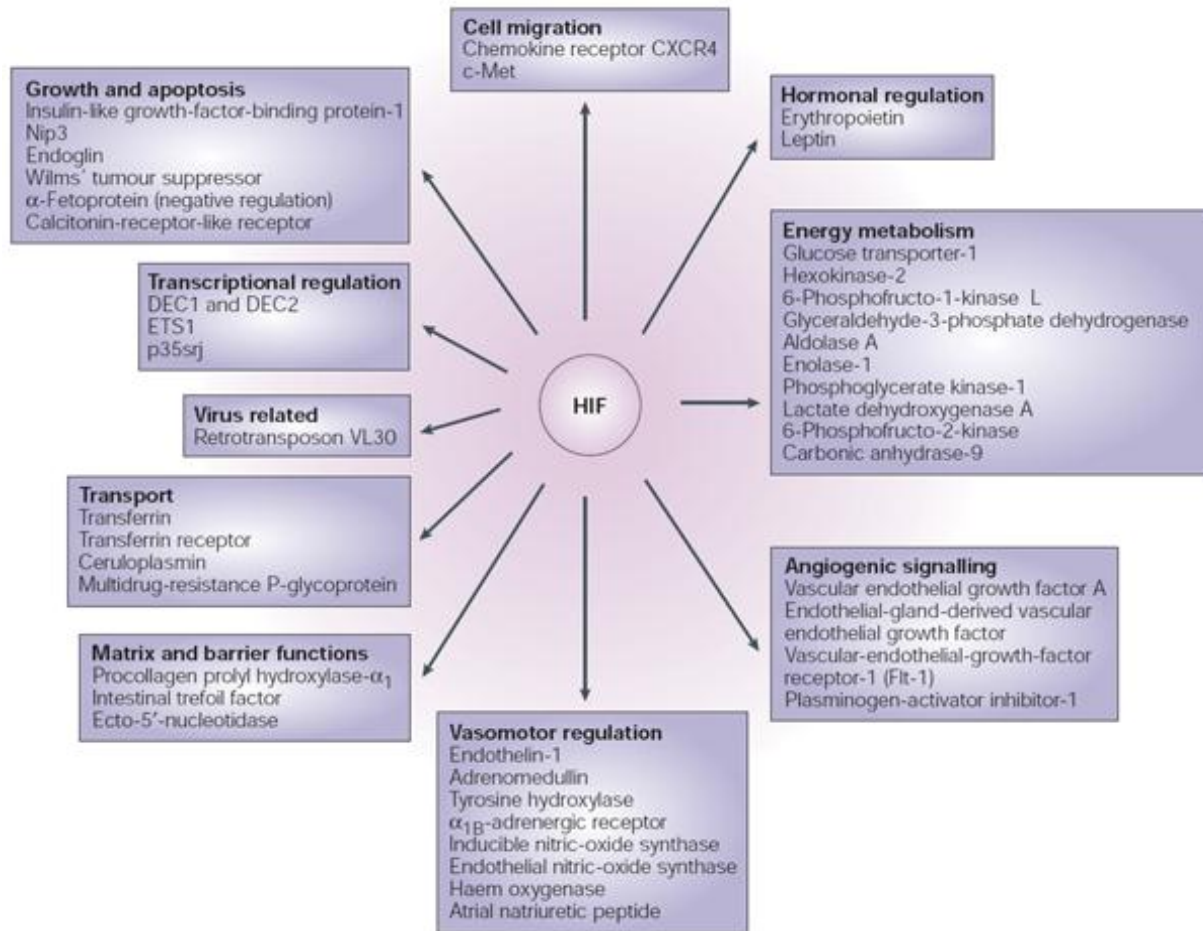 Cell migration
Chemokine receptor CXCR4
c-Met
Growth and apoptosis
Insulin-like growth-factor-binding protein-1
Nip3
Endoglin
Wilms´ tumour suppressor
α-Fetoprotein (negative regulation)
Calcitonin-receptor-like receptor
Hormonal regulation
Erythropoietin
Leptin
Energy metabolism
Glucose transporter-1
Hexokinase-2
6-Phosphofructo-1-kinase L
Glyceraldehyde-3-phosphate dehydrogenase
Aldolase A
Enolase-1
Phosphoglycerate kinase-1
Lactate dehydroxygenase A
6-Phosphofructo-2-kinase
Carbonic anhydrase-9
Transcriptional regulation
DEC1 and DEC2
ETS1
p35srj
HIF
Virus related
Retrotransposon VL30
Transport
Transferrin
Transferrin receptor
Ceruloplasmin
Multidrug-resistance P-glycoprotein
Angiogenic signalling
Vascular endothelial growth factor A
Endothelial-gland-derived vascular
endothelial growth factor
Vascular-endothelial-growth-factor
receptor-1 (Flt-1)
Plasminogen-activator inhibitor-1
Matrix and barrier functions
Procollagen prolyl hydroxylase-α₁
Intestinal trefoil factor
Ecto-5′-nucleotidase
Vasomotor regulation
Endothelin-1
Adrenomedullin
Tyrosine hydroxylase
α₁B-adrenergic receptor
Inducible nitric-oxide synthase
Endothelial nitric-oxide synthase
Haem oxygenase
Atrial natriuretic peptide